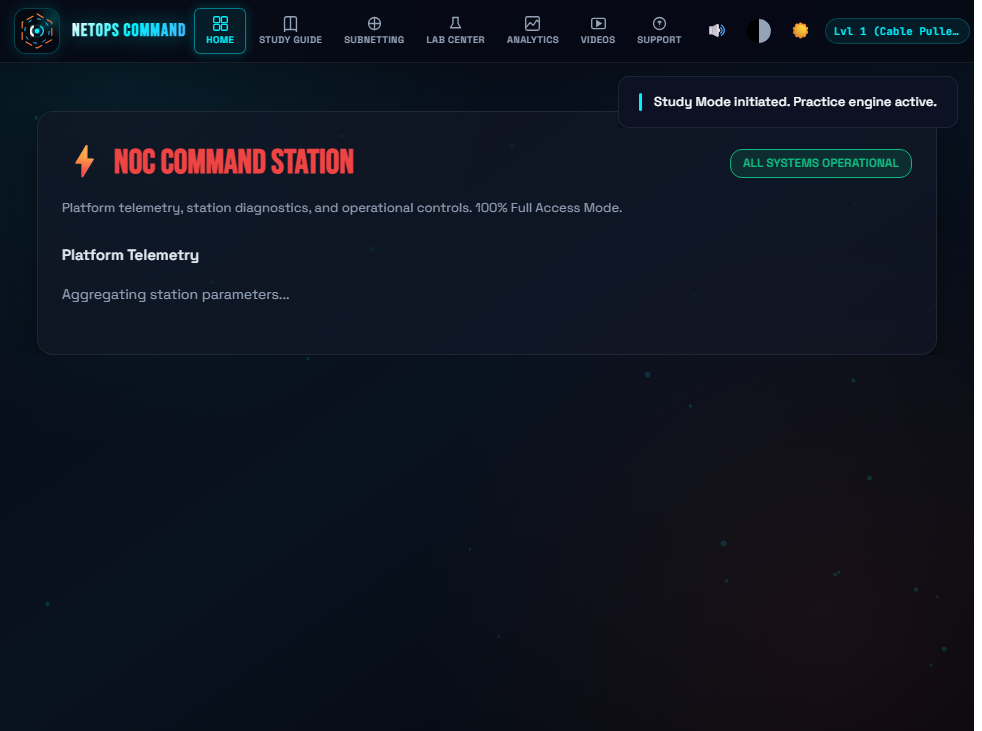 NETOPS COMMAND
HOME
STUDY GUIDE
SUBNETTING
LAB CENTER
ANALYTICS
VIDEOS
SUPPORT
Lvl 1 (Cable Pulle…
Study Mode initiated. Practice engine active.
NOC COMMAND STATION
ALL SYSTEMS OPERATIONAL
Platform telemetry, station diagnostics, and operational controls. 100% Full Access Mode.
Platform Telemetry
Aggregating station parameters...